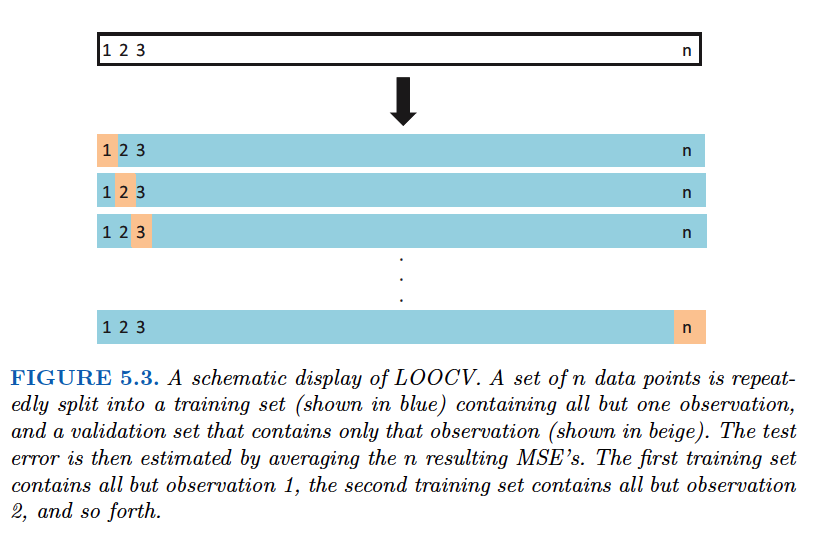 1 2 3 n
1 2 3 n
1 2 3 n
1 2 3 n
.
.
.
1 2 3 n
FIGURE 5.3. A schematic display of LOOCV. A set of n data points is repeat-
edly split into a training set (shown in blue) containing all but one observation,
and a validation set that contains only that observation (shown in beige). The test
error is then estimated by averaging the n resulting MSE's. The first training set
contains all but observation 1, the second training set contains all but observation
2, and so forth.